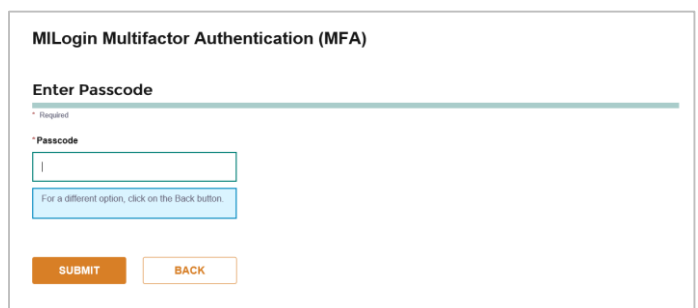 MILogin Multifactor Authentication (MFA)
Enter Passcode
* Required
*Passcode
For a different option, click on the Back button.
SUBMIT
BACK